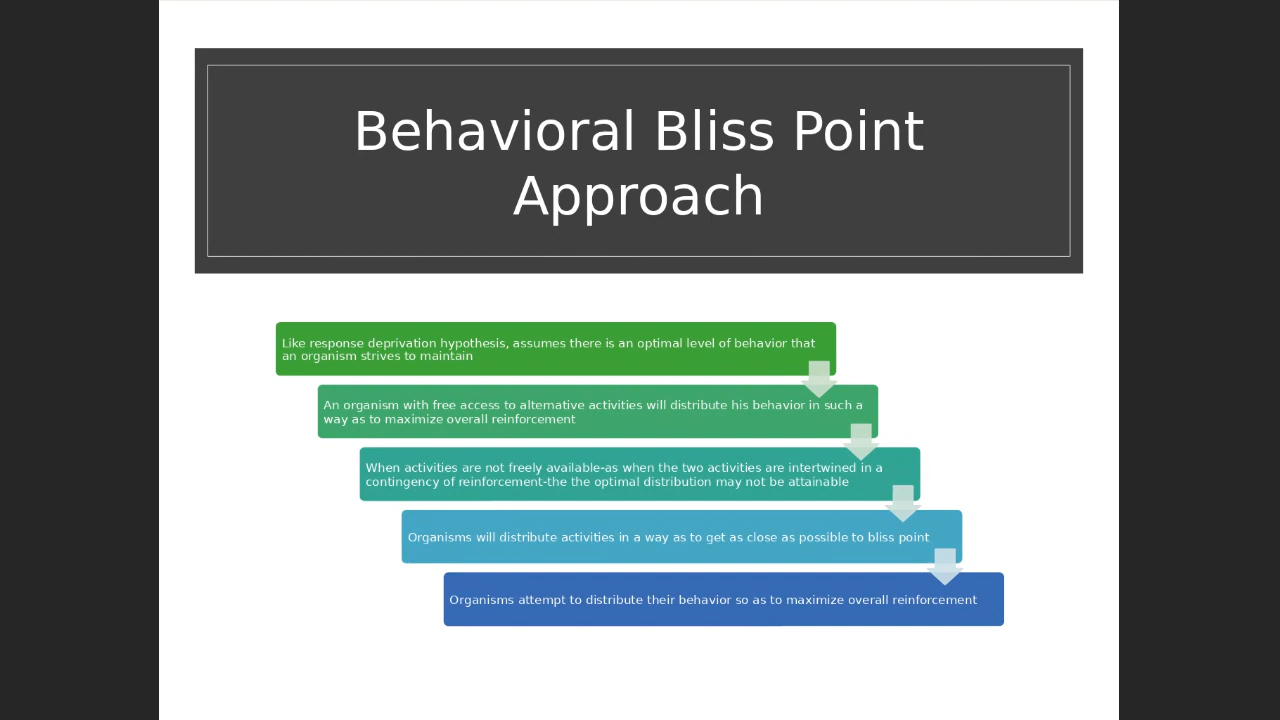 Behavioral Bliss Point
Approach
Like response deprivation hypothesis, assumes there is an optimal level of behavior that
an organism strives to maintain
An organism with free access to alternative activities will distribute his behavior in such a
way as to maximize overall reinforcement
When activities are not freely available-as when the two activities are intertwined in a
contingency of reinforcement-the the optimal distribution may not be attainable
Organisms will distribute activities in a way as to get as close as possible to bliss point
Organisms attempt to distribute their behavior so as to maximize overall reinforcement